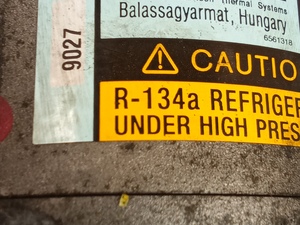 Thermal Systems
Balassagyarmat, Hungary
6561318
9027
CAUTIO
R-134a REFRIGER
UNDER HIGH PRES